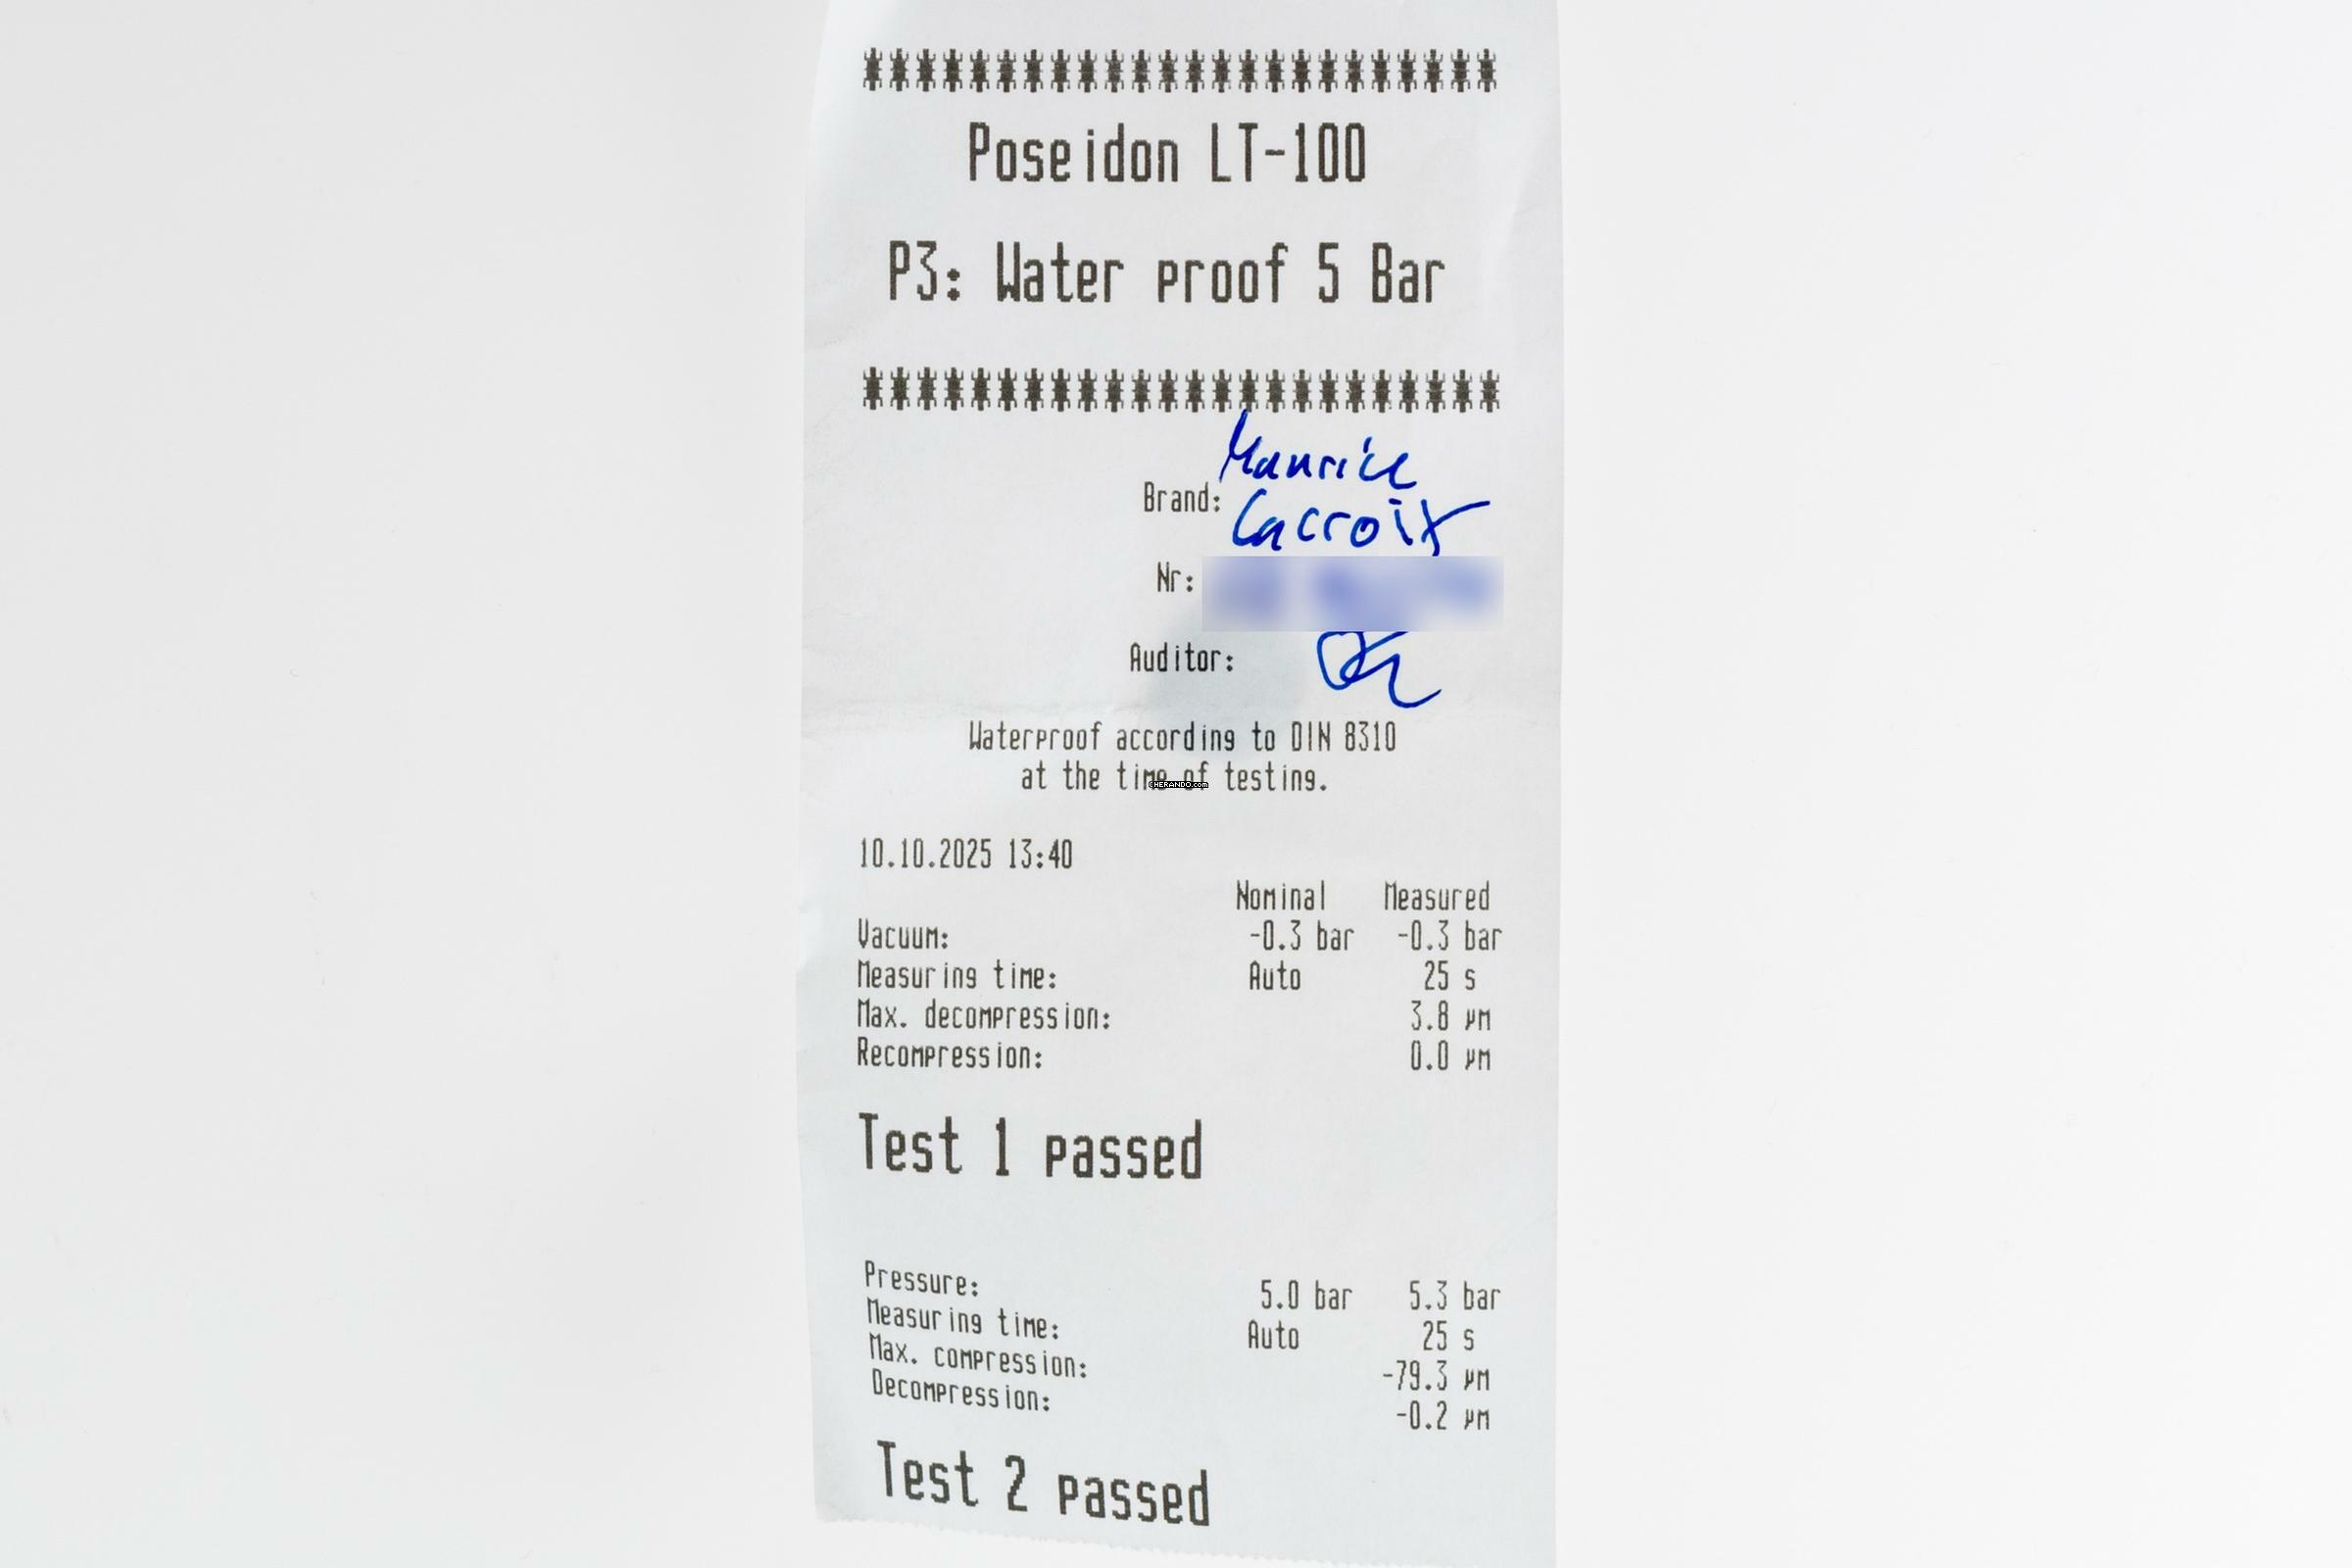 ************************
Poseidon LT-100
P3: Water proof 5 Bar
************************
Maurice
Brand: Lacroix
Nr:
Auditor:
Waterproof according to DIN 8310
at the time of testing.
CHERANDO.com
10.10.2025 13:40
Nominal Measured
Vacuum: -0.3 bar -0.3 bar
Measuring time: Auto 25 s
Max. decompression: 3.8 µm
Recompression: 0.0 µm
Test 1 passed
Pressure: 5.0 bar 5.3 bar
Measuring time: Auto 25 s
Max. compression: -79.3 µm
Decompression: -0.2 µm
Test 2 passed